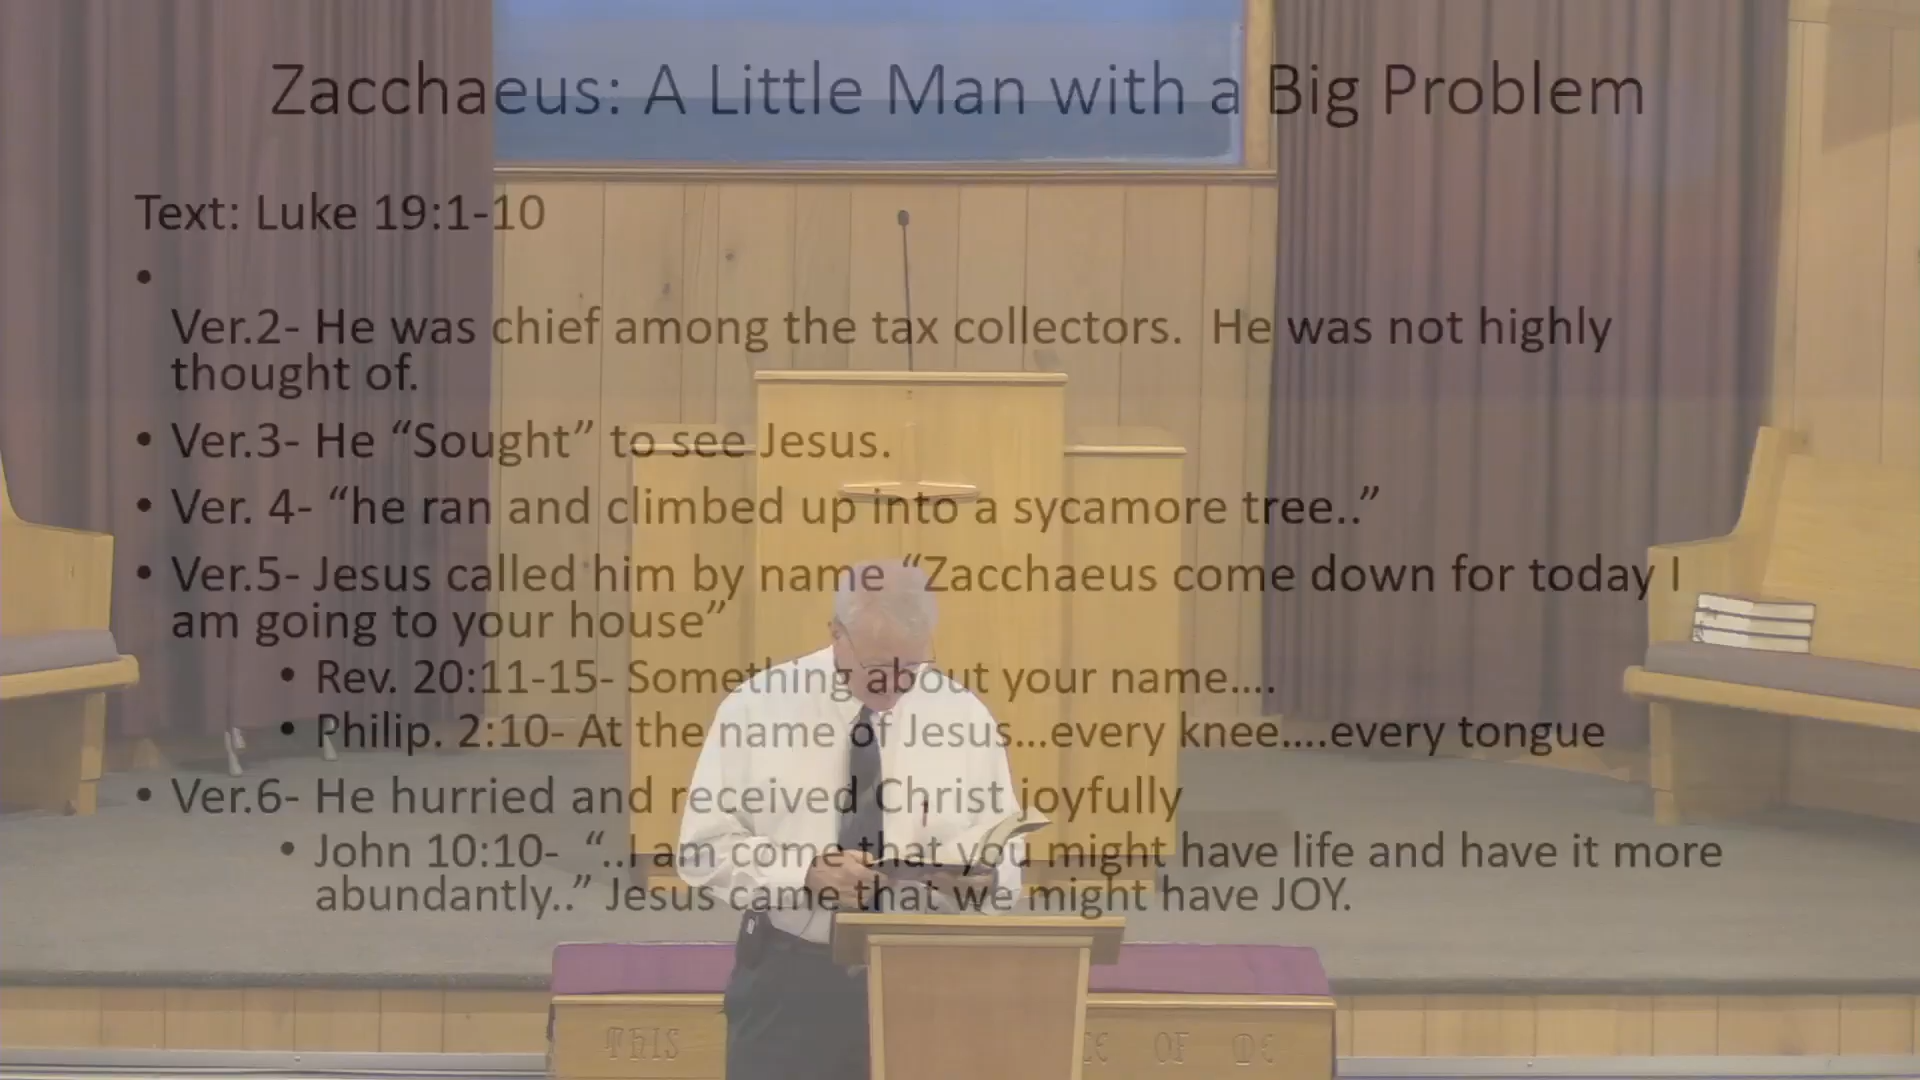 Zacchaeus: A Little Man with a Big Problem
Text: Luke 19:1-10
•
Ver.2- He was chief among the tax collectors.  He was not highly
thought of.
• Ver.3- He “Sought” to see Jesus.
• Ver. 4- “he ran and climbed up into a sycamore tree..”
• Ver.5- Jesus called him by name “Zacchaeus come down for today I
am going to your house”
• Rev. 20:11-15- Something about your name….
• Philip. 2:10- At the name of Jesus…every knee….every tongue
• Ver.6- He hurried and received Christ joyfully
• John 10:10-  “..I am come that you might have life and have it more
abundantly..” Jesus came that we might have JOY.
THIS OF